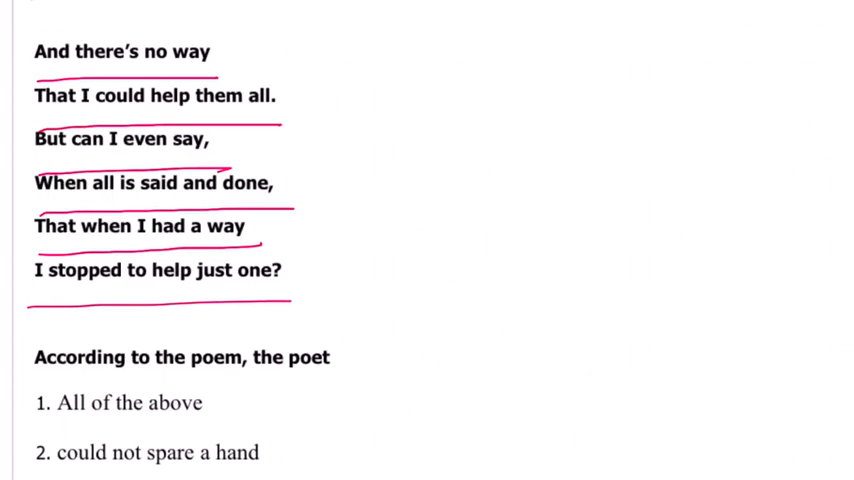 And there's no way
That I could help them all.
But can I even say,
When all is said and done,
That when I had a way
I stopped to help just one?
According to the poem, the poet
1. All of the above
2. could not spare a hand